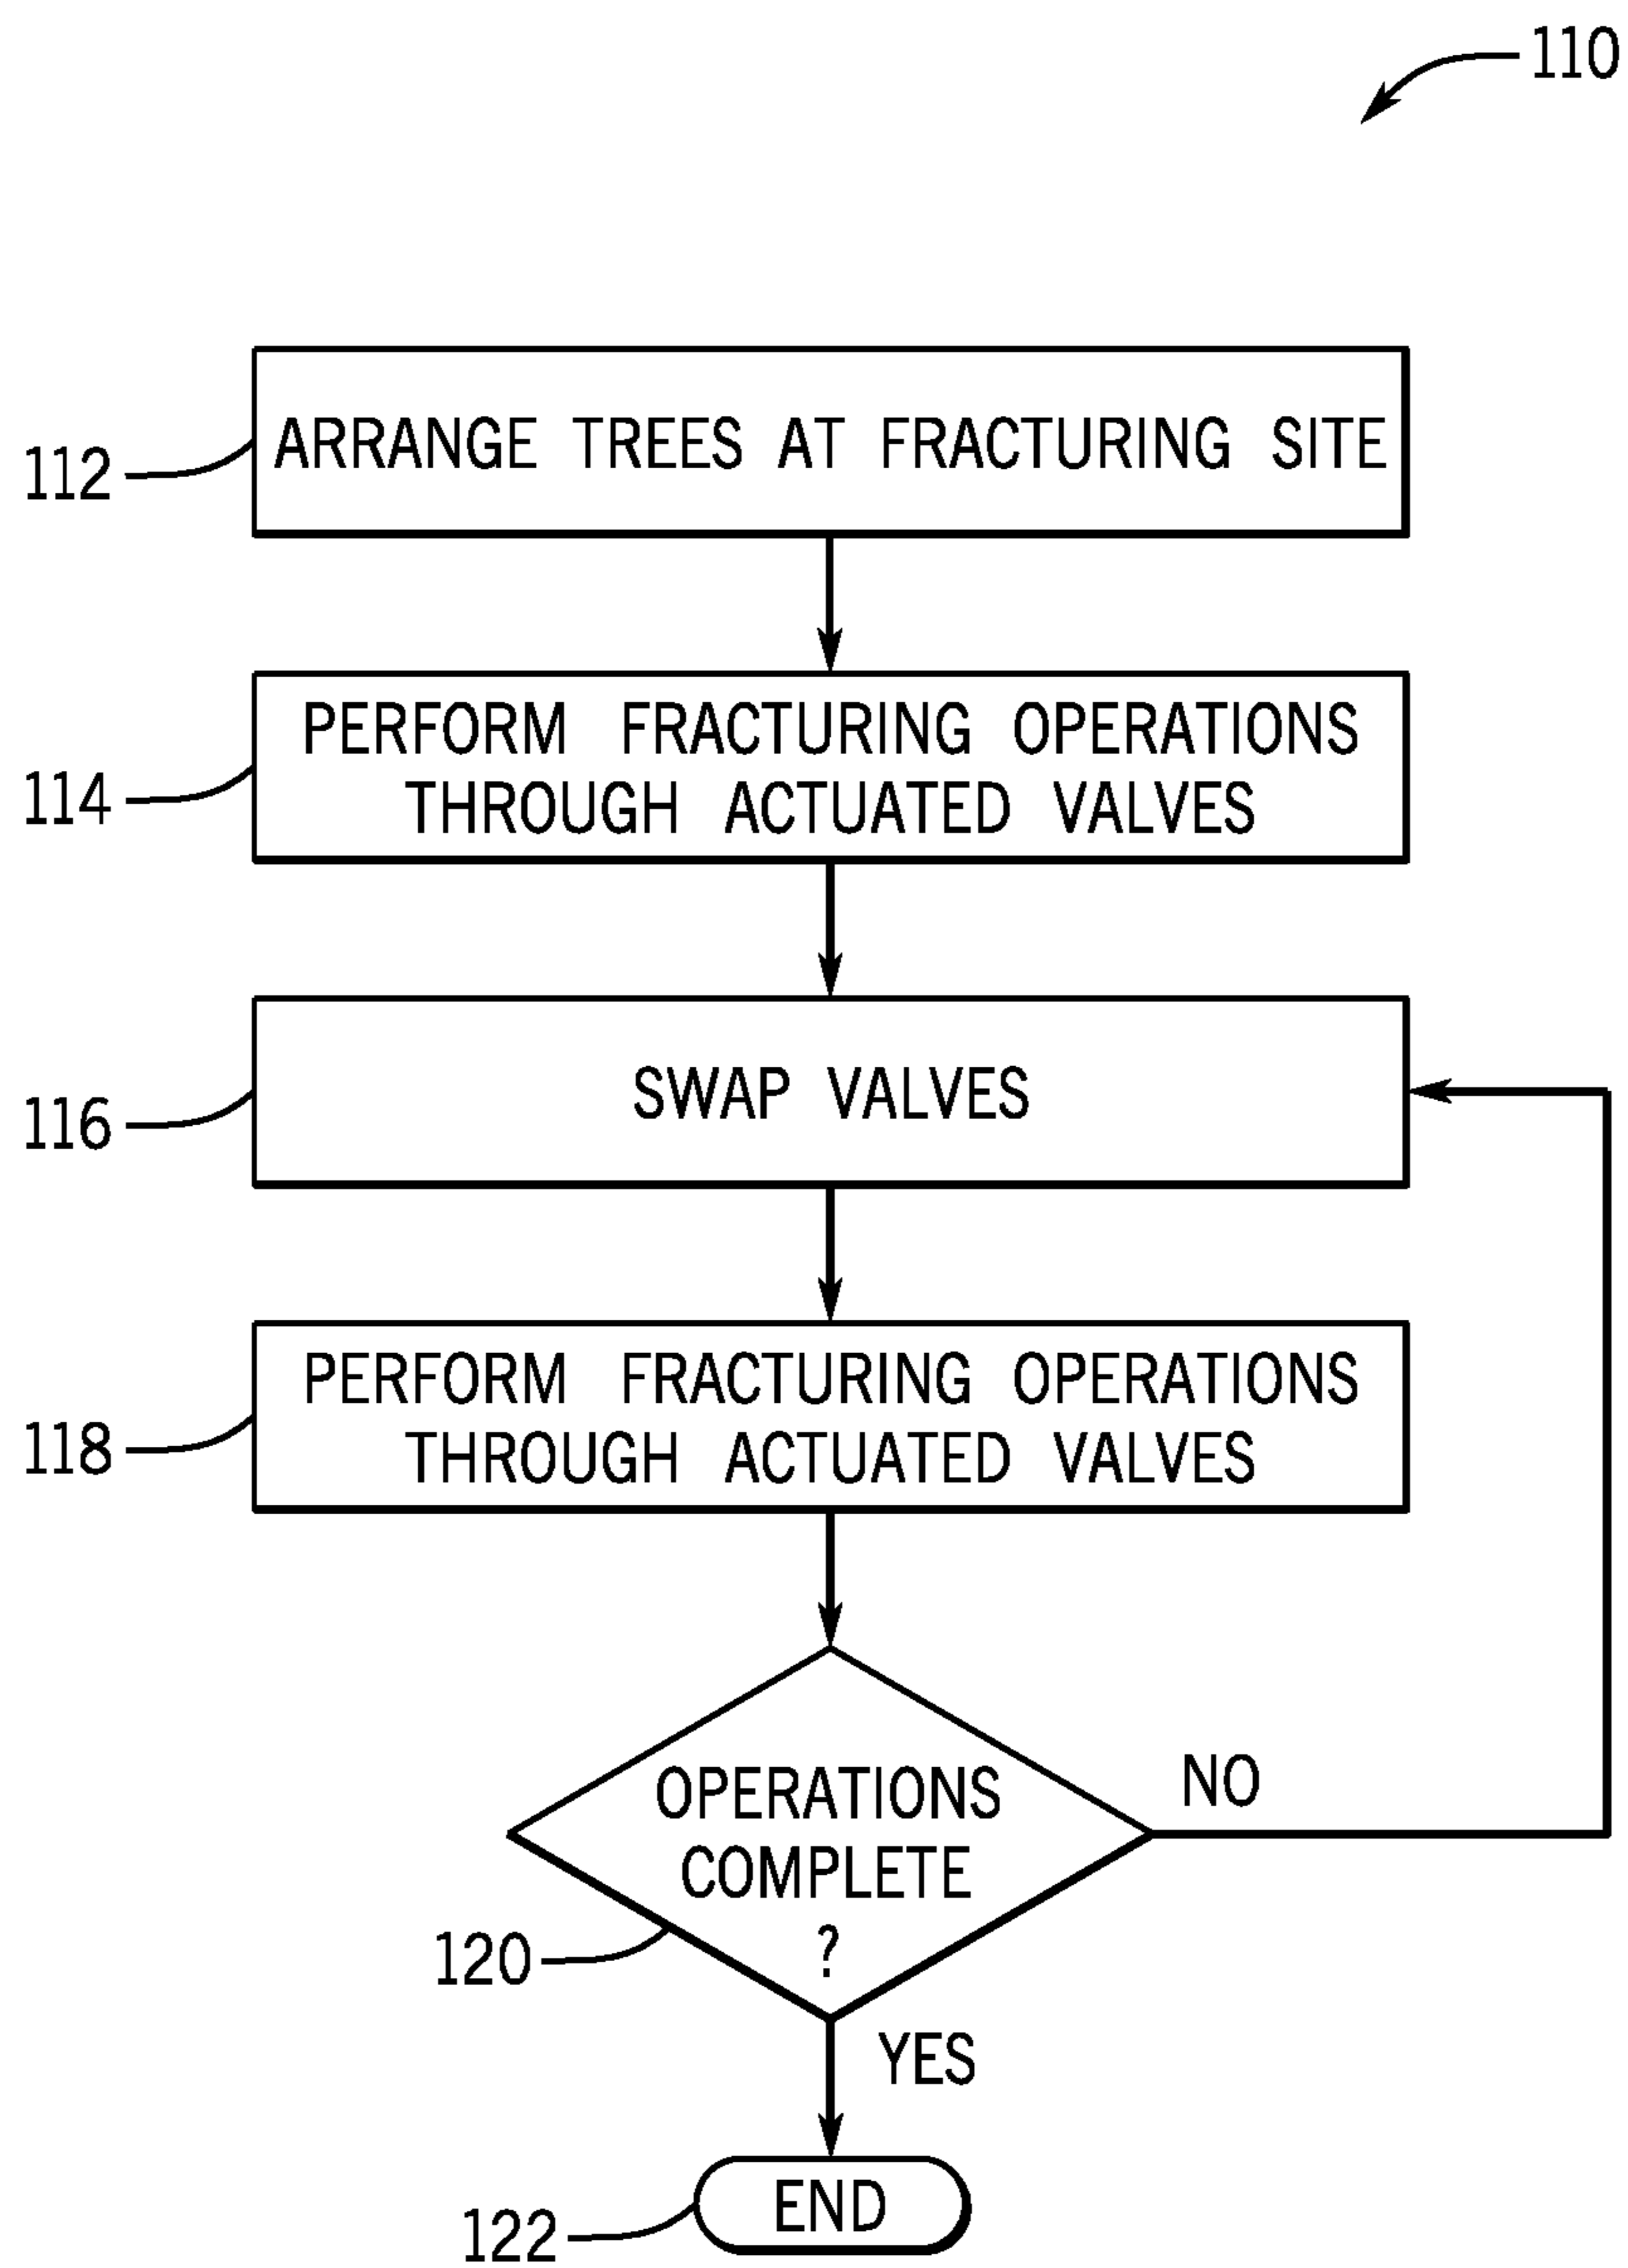 110
ARRANGE TREES AT FRACTURING SITE
112
PERFORM FRACTURING OPERATIONS
THROUGH ACTUATED VALVES
114
SWAP VALVES
116
PERFORM FRACTURING OPERATIONS
THROUGH ACTUATED VALVES
118
OPERATIONS
COMPLETE
?
NO
120
YES
END
122